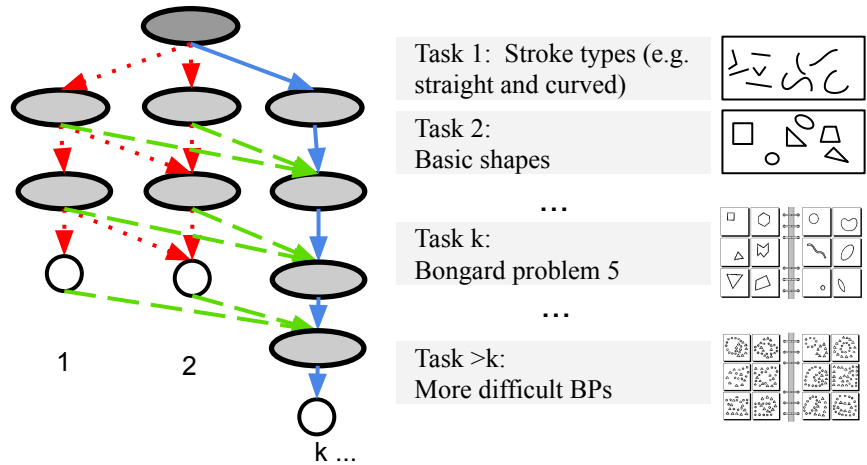 Task 1:  Stroke types (e.g.
straight and curved)
Task 2:
Basic shapes
...
Task k:
Bongard problem 5
...
Task >k:
More difficult BPs
1
2
k ...